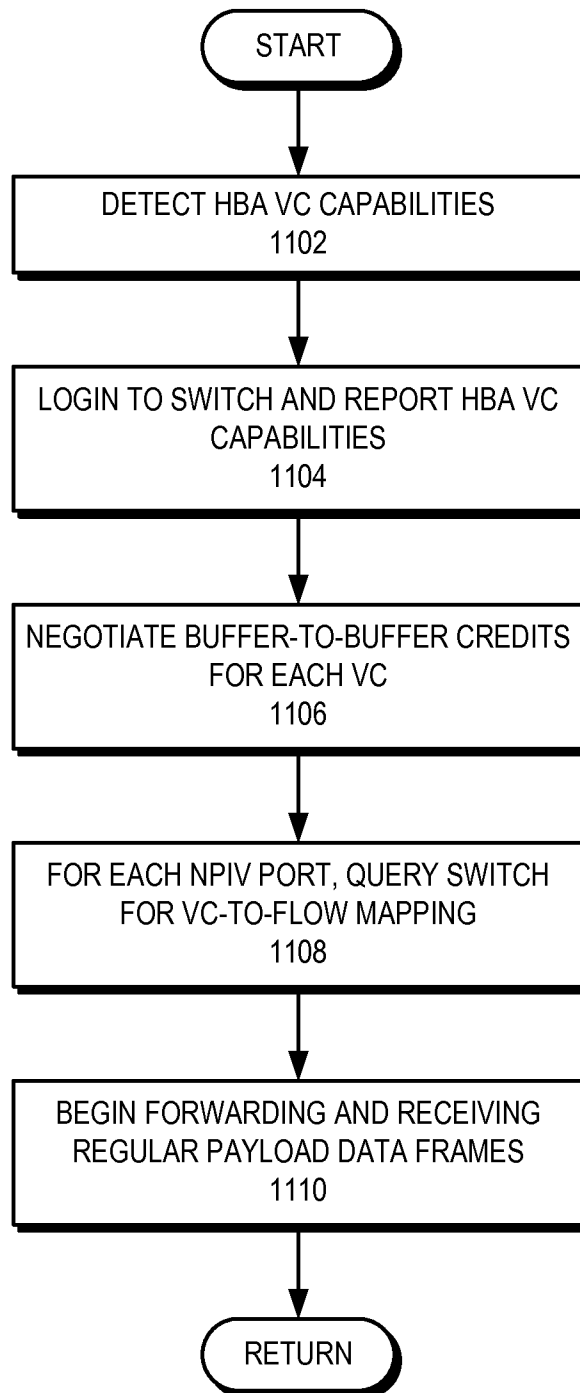 START
DETECT HBA VC CAPABILITIES
1102
LOGIN TO SWITCH AND REPORT HBA VC
CAPABILITIES
1104
NEGOTIATE BUFFER-TO-BUFFER CREDITS
FOR EACH VC
1106
FOR EACH NPIV PORT, QUERY SWITCH
FOR VC-TO-FLOW MAPPING
1108
BEGIN FORWARDING AND RECEIVING
REGULAR PAYLOAD DATA FRAMES
1110
RETURN